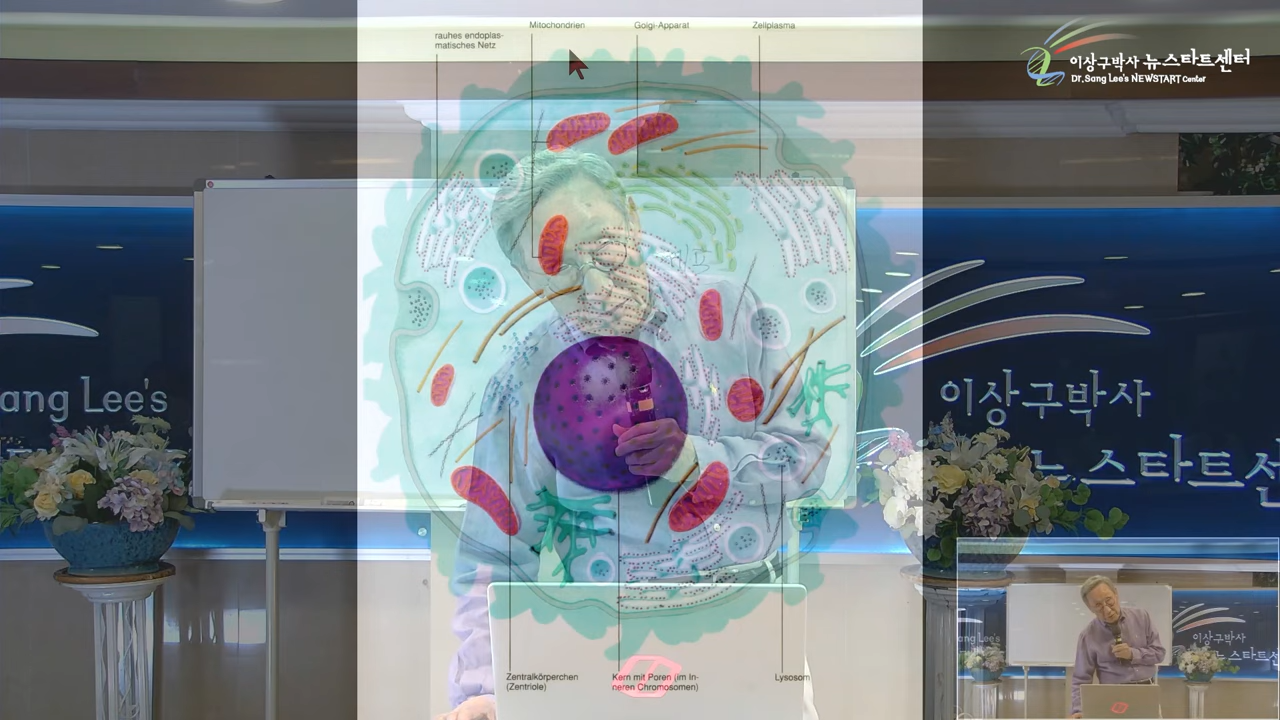 Mitochondrien
Golgi-Apparat
Zellplasma
rauhes endoplas-
matisches Netz
이상구박사 뉴스타트센터
Dr. Sang Lee's NEWSTART Center
ang Lee's
이상구박사
뉴스타트센
Zentralkörperchen
(Zentriole)
Kern mit Poren (im In-
neren Chromosomen)
Lysosom
ang Lee's
이상구박사
뉴스타트센